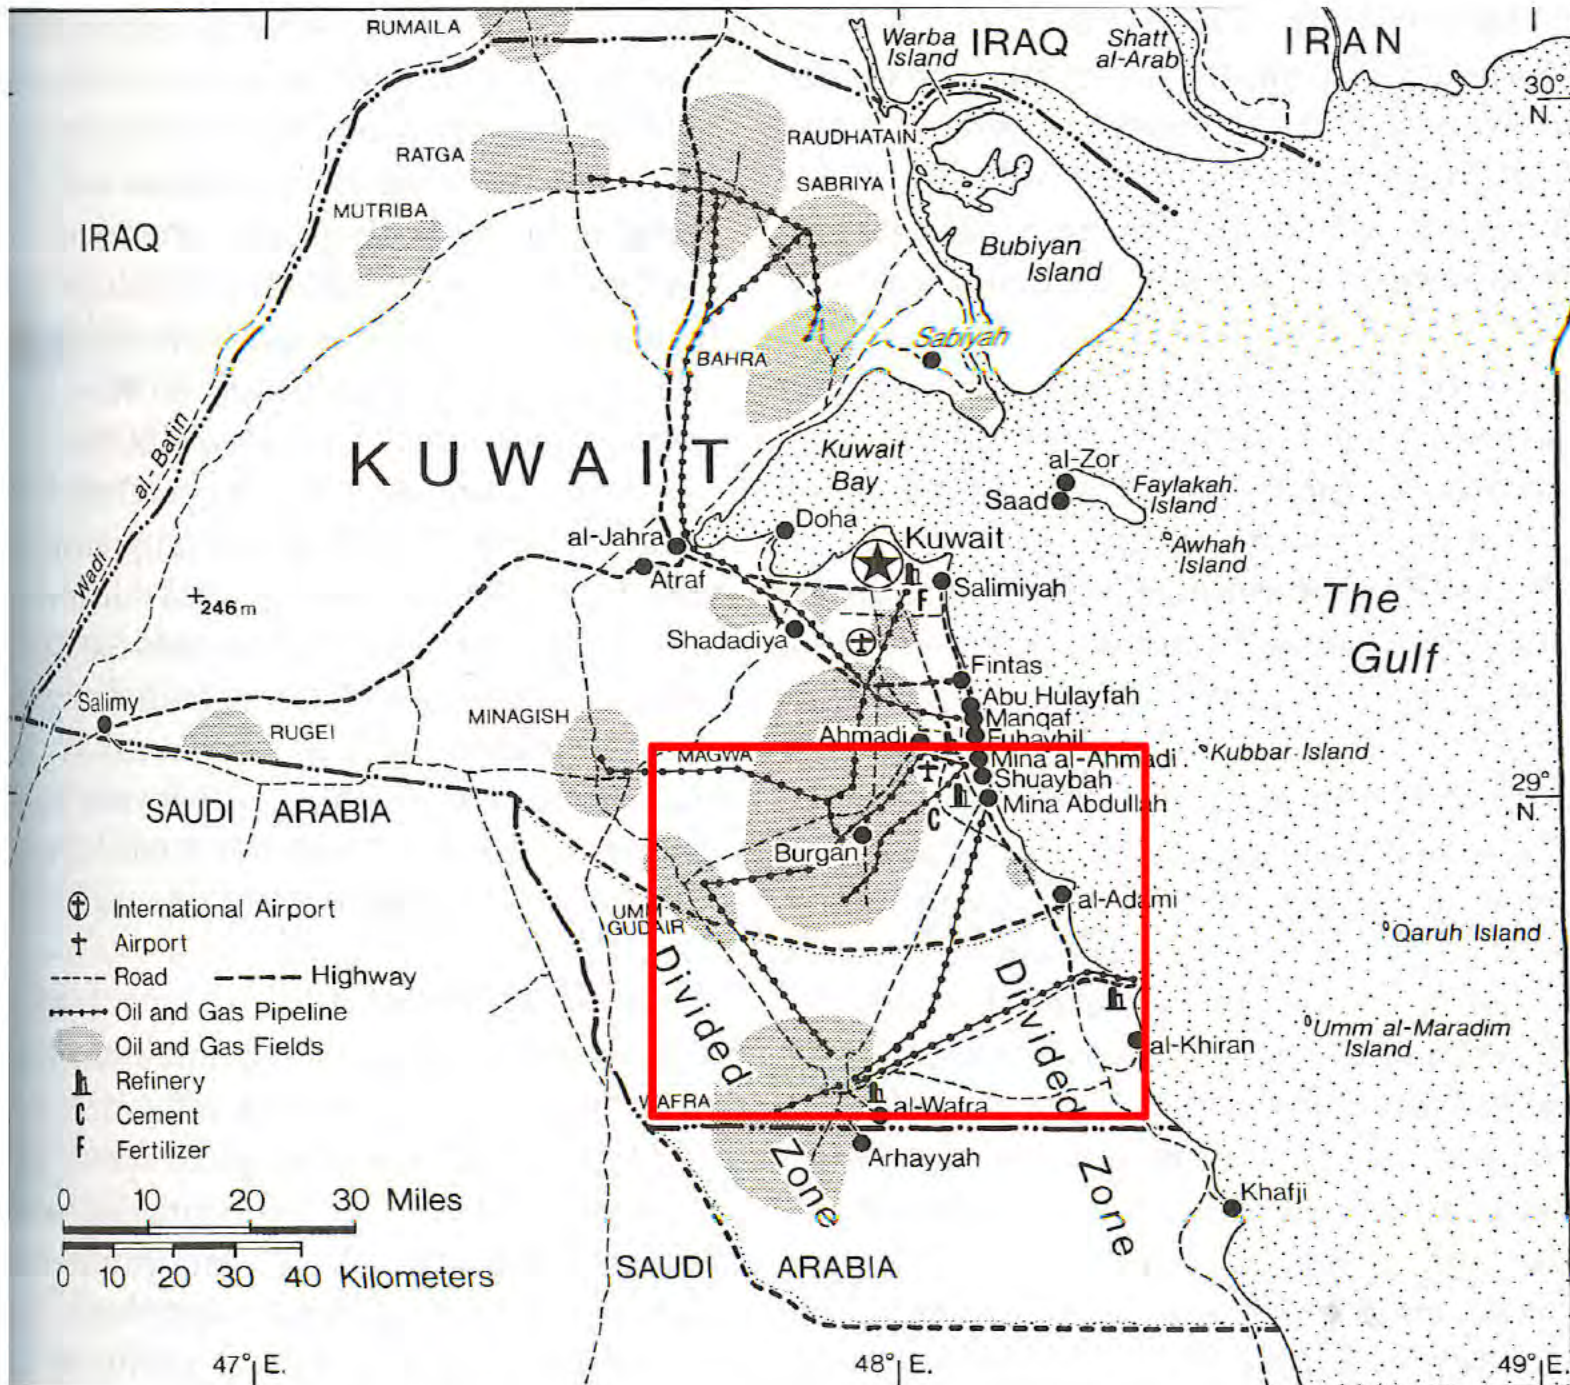 RUMAILA
Warba
Island
IRAQ
Shatt
al-Arab
IRAN
30°
N.
RAUDHATAIN
RATGA
SABRIYA
MUTRIBA
IRAQ
Bubiyan
Island
Sabiyah
BAHRA
al-Batin
Wadi
KUWAIT
Kuwait
Bay
al-Zor
Saad
Faylakah
Island
Doha
al-Jahra
Kuwait
Awhah
Island
Atraf
Salimiyah
F
246 m
The
Gulf
Shadadiya
Fintas
Abu Hulayfah
Salimy
RUGEI
MINAGISH
Manqaf
Ahmadi
Fuhayhil
MAGWA
Mina al-Ahmadi
Kubbar Island
Shuaybah
Mina Abdullah
29°
N.
SAUDI ARABIA
C
Burgan
al-Adami
UMM
GUDAIR
Qaruh Island
Divided
Zone
Divided
Zone
Umm al-Maradim
Island
al-Khiran
WAFRA
al-Wafra
Arhayyah
Khafji
SAUDI ARABIA
International Airport
Airport
Road
Highway
Oil and Gas Pipeline
Oil and Gas Fields
Refinery
C Cement
F Fertilizer
0 10 20 30 Miles
0 10 20 30 40 Kilometers
47° E.
48° E.
49° E.